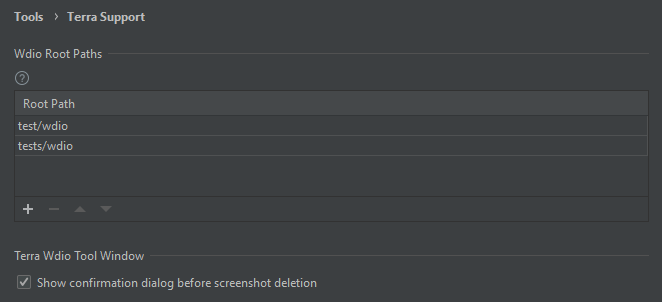 Tools › Terra Support
Wdio Root Paths
?
Root Path
test/wdio
tests/wdio
Terra Wdio Tool Window
Show confirmation dialog before screenshot deletion